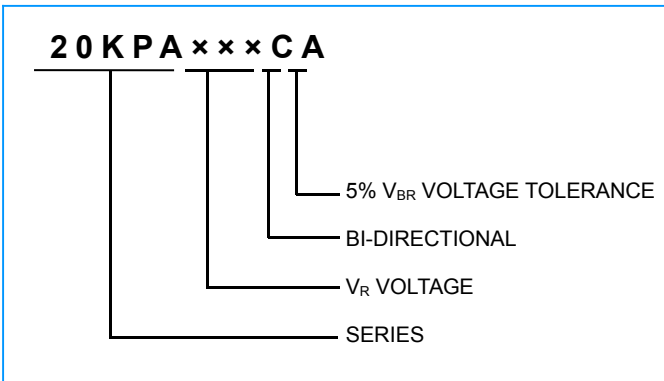 20KPA×××CA
5% VBR VOLTAGE TOLERANCE
BI-DIRECTIONAL
VR VOLTAGE
SERIES